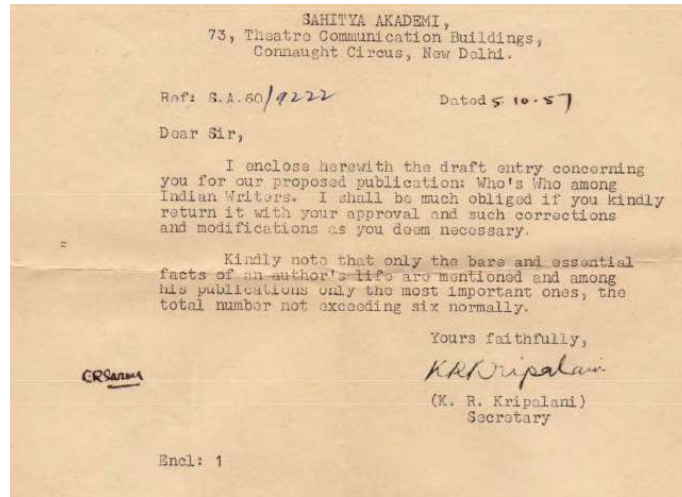 SAHITYA AKADEMI,
73, Theatre Communication Buildings,
Connaught Circus, New Delhi.
Ref: S.A.60/9222 Dated 5.10.57
Dear Sir,
I enclose herewith the draft entry concerning
you for our proposed publication: Who's Who among
Indian Writers. I shall be much obliged if you kindly
return it with your approval and such corrections
and modifications as you deem necessary.
Kindly note that only the bare and essential
facts of an author's life are mentioned and among
his publications only the most important ones, the
total number not exceeding six normally.
Yours faithfully,
KRKripalani
CRSarma
(K. R. Kripalani)
Secretary
Encl: 1